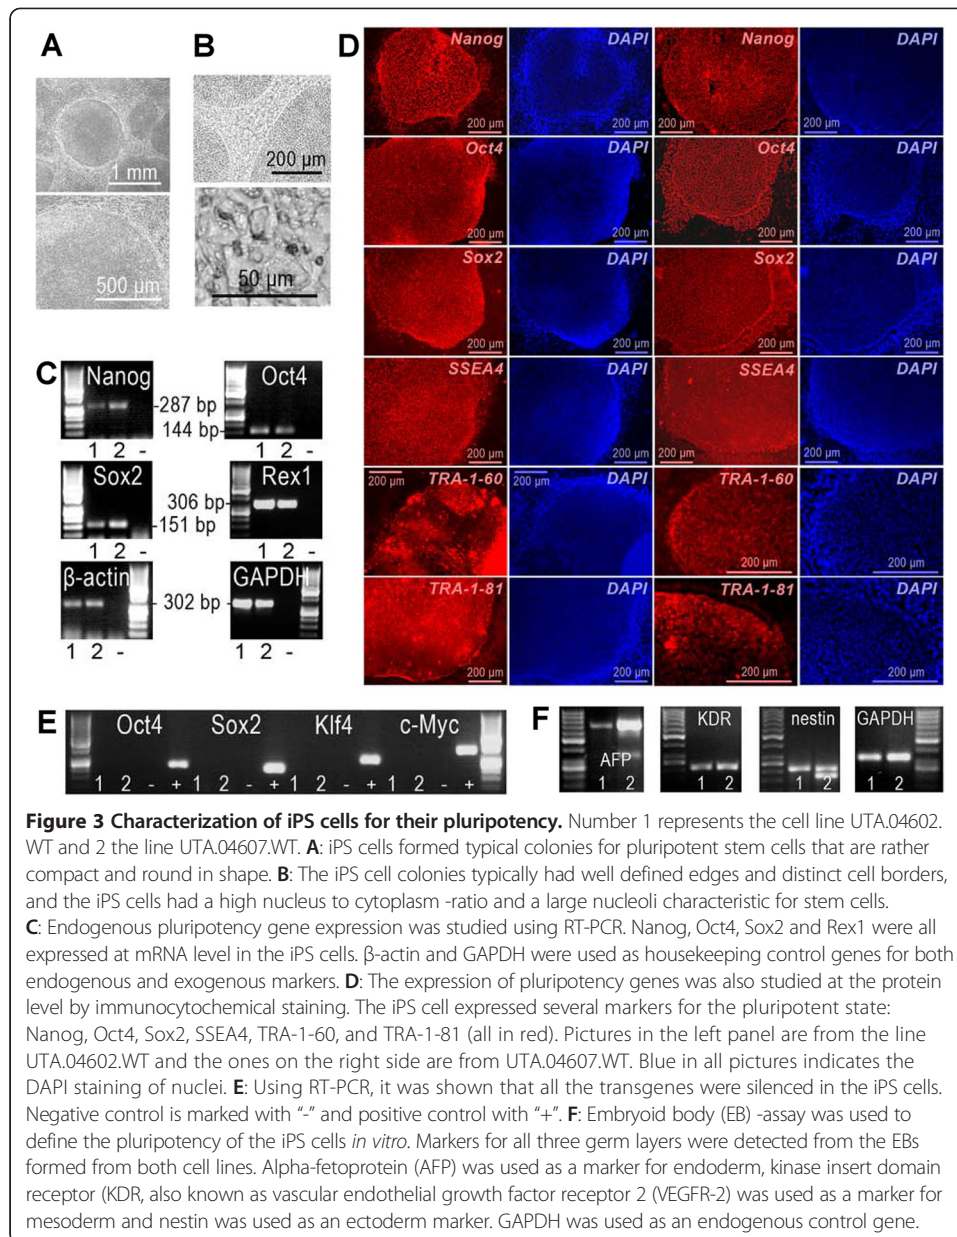 A
B
D
1 mm
500 µm
200 µm
50 µm
Nanog DAPI Nanog DAPI
200 µm 200 µm 200 µm 200 µm
Oct4 DAPI Oct4 DAPI
200 µm 200 µm 200 µm 200 µm
Sox2 DAPI Sox2 DAPI
200 µm 200 µm 200 µm 200 µm
SSEA4 DAPI SSEA4 DAPI
200 µm 200 µm 200 µm 200 µm
200 µm TRA-1-60 200 µm DAPI TRA-1-60 DAPI
200 µm 200 µm
TRA-1-81 DAPI TRA-1-81 DAPI
200 µm 200 µm 200 µm 200 µm
C
Nanog Oct4
-287 bp
144 bp-
1 2 - 1 2 -
Sox2 Rex1
306 bp-
-151 bp
1 2 - 1 2 -
β-actin GAPDH
- 302 bp -
1 2 - 1 2 -
E
Oct4 Sox2 Klf4 c-Myc
1 2 - + 1 2 - + 1 2 - + 1 2 - +
F
AFP KDR nestin GAPDH
1 2 1 2 1 2 1 2
Figure 3 Characterization of iPS cells for their pluripotency. Number 1 represents the cell line UTA.04602.
WT and 2 the line UTA.04607.WT. A: iPS cells formed typical colonies for pluripotent stem cells that are rather
compact and round in shape. B: The iPS cell colonies typically had well defined edges and distinct cell borders,
and the iPS cells had a high nucleus to cytoplasm -ratio and a large nucleoli characteristic for stem cells.
C: Endogenous pluripotency gene expression was studied using RT-PCR. Nanog, Oct4, Sox2 and Rex1 were all
expressed at mRNA level in the iPS cells. β-actin and GAPDH were used as housekeeping control genes for both
endogenous and exogenous markers. D: The expression of pluripotency genes was also studied at the protein
level by immunocytochemical staining. The iPS cell expressed several markers for the pluripotent state:
Nanog, Oct4, Sox2, SSEA4, TRA-1-60, and TRA-1-81 (all in red). Pictures in the left panel are from the line
UTA.04602.WT and the ones on the right side are from UTA.04607.WT. Blue in all pictures indicates the
DAPI staining of nuclei. E: Using RT-PCR, it was shown that all the transgenes were silenced in the iPS cells.
Negative control is marked with “-” and positive control with “+”. F: Embryoid body (EB) -assay was used to
define the pluripotency of the iPS cells in vitro. Markers for all three germ layers were detected from the EBs
formed from both cell lines. Alpha-fetoprotein (AFP) was used as a marker for endoderm, kinase insert domain
receptor (KDR, also known as vascular endothelial growth factor receptor 2 (VEGFR-2) was used as a marker for
mesoderm and nestin was used as an ectoderm marker. GAPDH was used as an endogenous control gene.